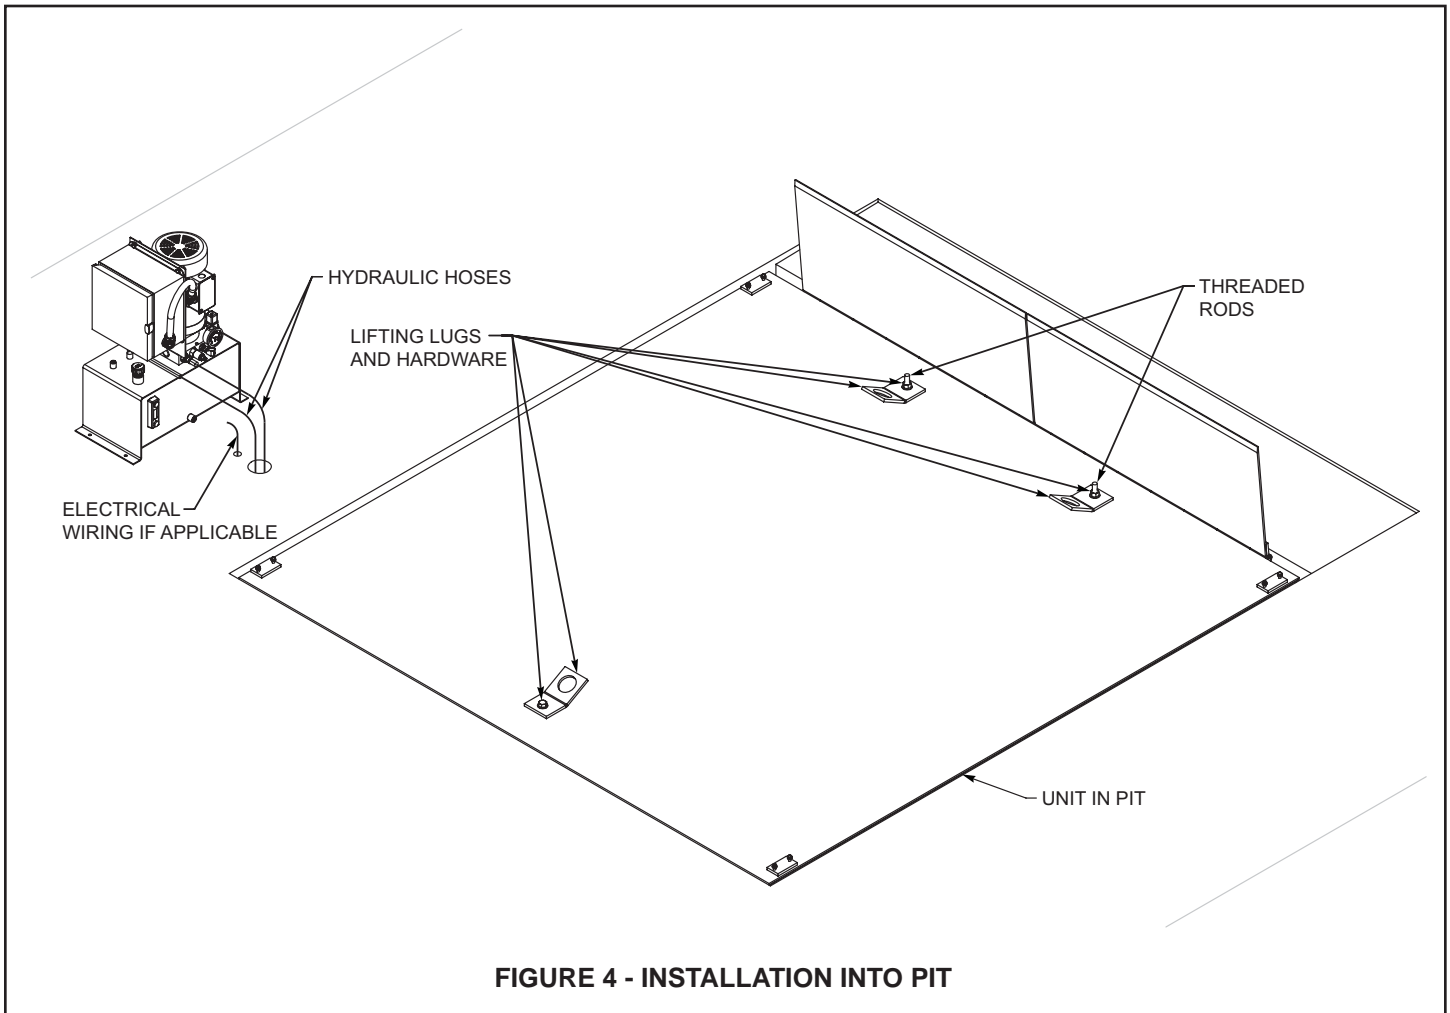 HYDRAULIC HOSES
LIFTING LUGS
AND HARDWARE
THREADED
RODS
ELECTRICAL
WIRING IF APPLICABLE
UNIT IN PIT
FIGURE 4 - INSTALLATION INTO PIT